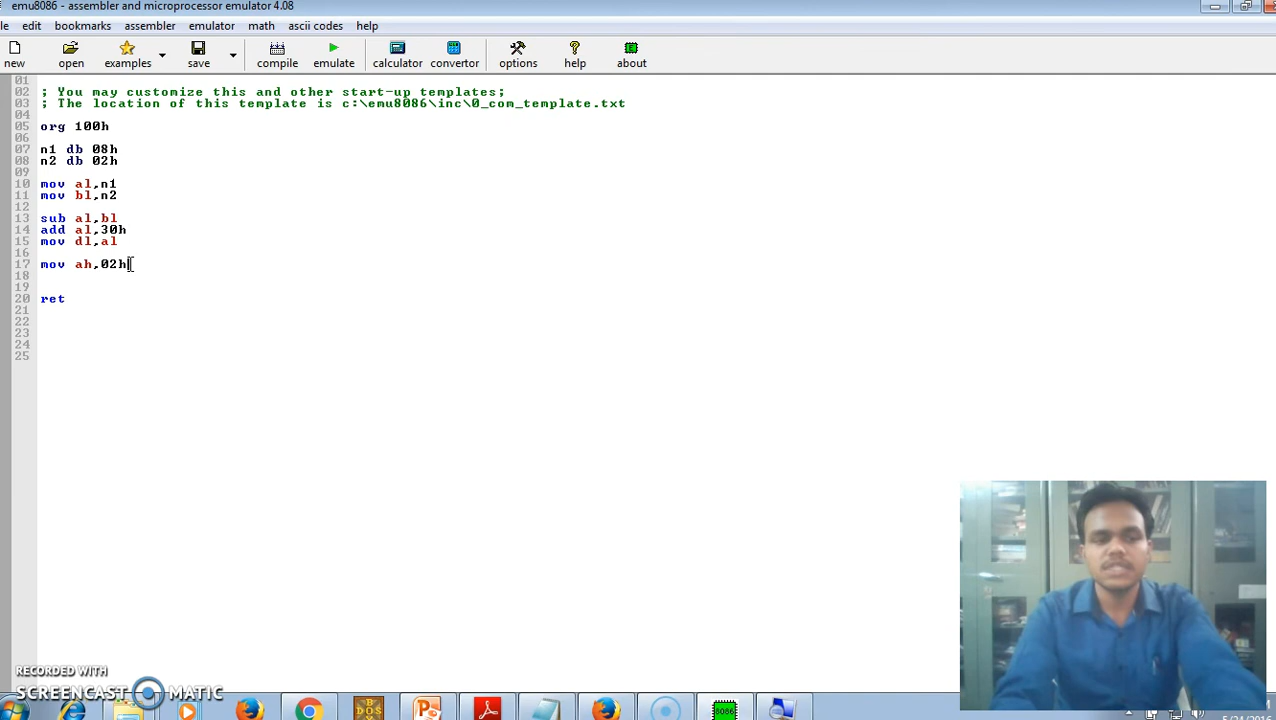 emu8086 - assembler and microprocessor emulator 4.08
le edit bookmarks assembler emulator math ascii codes help
new open examples save compile emulate calculator convertor options help about
01
02 ; You may customize this and other start-up templates;
03 ; The location of this template is c:\emu8086\inc\0_com_template.txt
04
05 org 100h
06
07 n1 db 08h
08 n2 db 02h
09
10 mov al,n1
11 mov bl,n2
12
13 sub al,bl
14 add al,30h
15 mov dl,al
16
17 mov ah,02h
18
19
20 ret
21
22
23
24
25
RECORDED WITH
SCREENCAST MATIC
BOX
DOS
8086